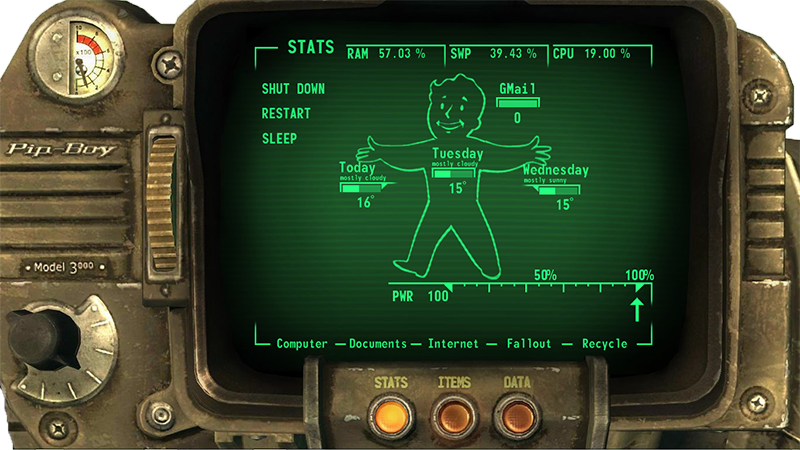 STATS RAM 57.03 % SWP 39.43 % CPU 19.00 %
SHUT DOWN
GMail
RESTART
0
SLEEP
Pip-Boy
Today
mostly cloudy
16°
Tuesday
mostly cloudy
15°
Wednesday
mostly sunny
15°
Model 3000
50% 100%
PWR 100
Computer — Documents — Internet — Fallout — Recycle
STATS ITEMS DATA
x100